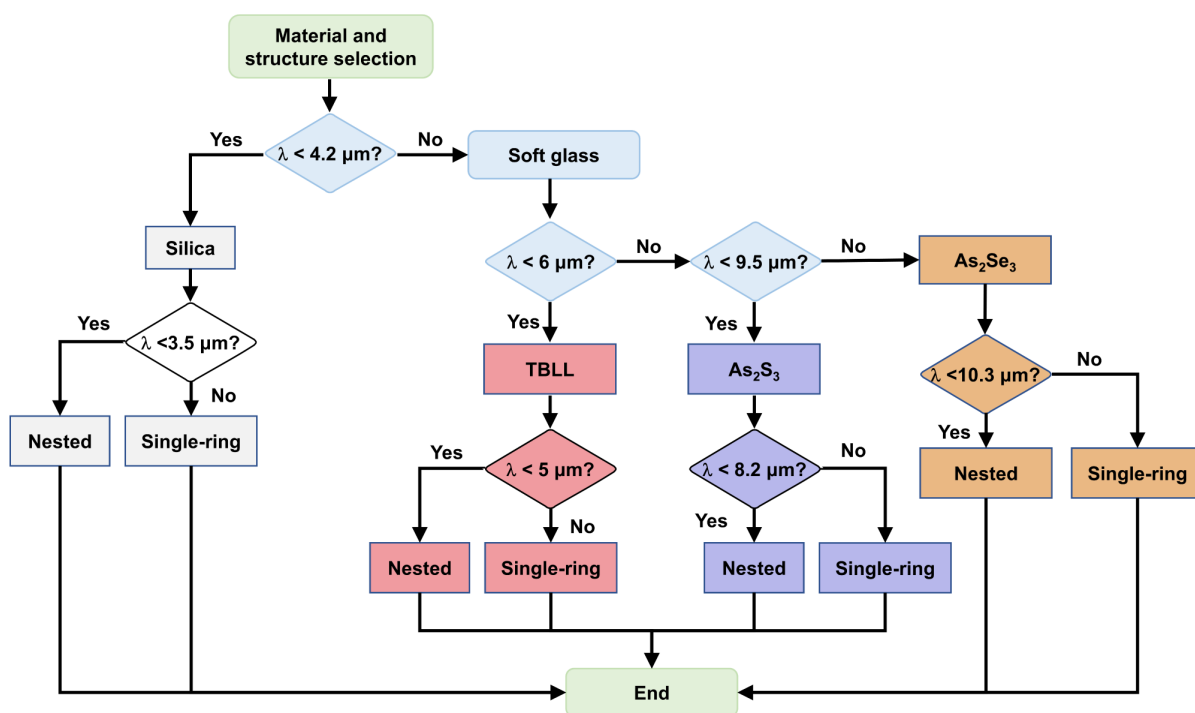 Material and
structure selection
Yes
λ < 4.2 µm?
No
Soft glass
Silica
λ < 6 µm?
No
λ < 9.5 µm?
No
As₂Se₃
Yes
λ <3.5 µm?
No
Yes
TBLL
Yes
As₂S₃
λ <10.3 µm?
No
Nested
Single-ring
Yes
λ < 5 µm?
No
λ < 8.2 µm?
No
Yes
Yes
Nested
Single-ring
Nested
Single-ring
Nested
Single-ring
End